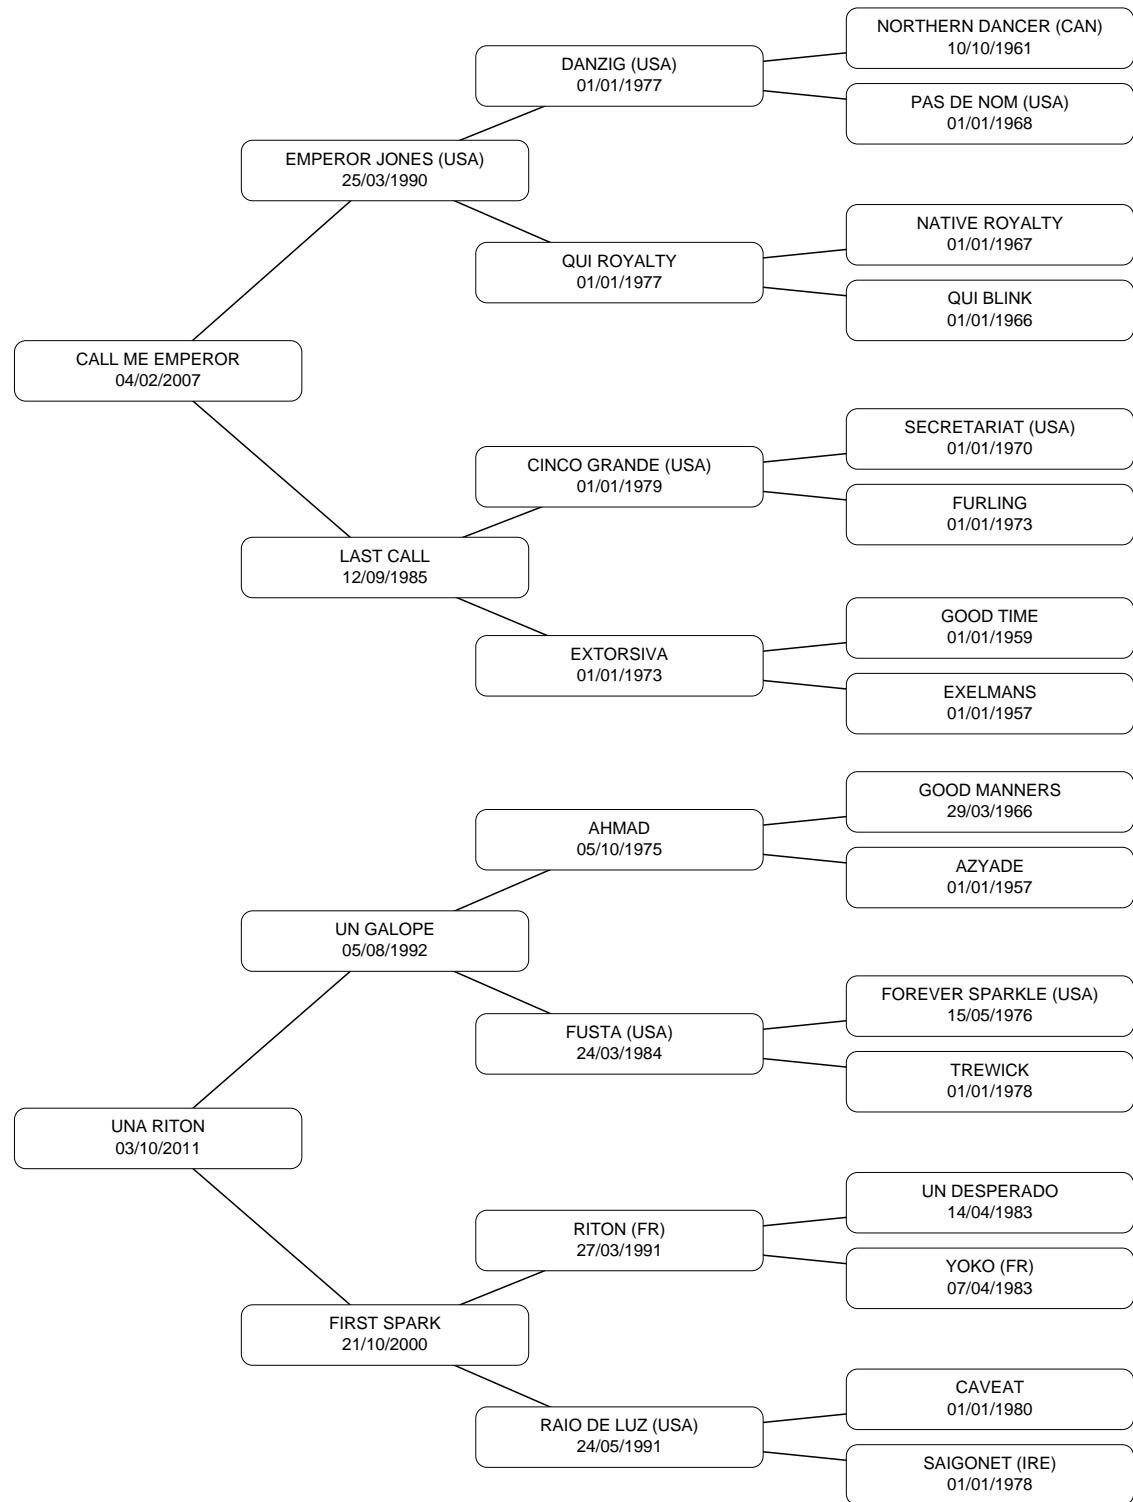 NORTHERN DANCER (CAN)
10/10/1961
DANZIG (USA)
01/01/1977
PAS DE NOM (USA)
01/01/1968
EMPEROR JONES (USA)
25/03/1990
NATIVE ROYALTY
01/01/1967
QUI ROYALTY
01/01/1977
QUI BLINK
01/01/1966
CALL ME EMPEROR
04/02/2007
SECRETARIAT (USA)
01/01/1970
CINCO GRANDE (USA)
01/01/1979
FURLING
01/01/1973
LAST CALL
12/09/1985
GOOD TIME
01/01/1959
EXTORSIVA
01/01/1973
EXELMANS
01/01/1957
GOOD MANNERS
29/03/1966
AHMAD
05/10/1975
AZYADE
01/01/1957
UN GALOPE
05/08/1992
FOREVER SPARKLE (USA)
15/05/1976
FUSTA (USA)
24/03/1984
TREWICK
01/01/1978
UNA RITON
03/10/2011
UN DESPERADO
14/04/1983
RITON (FR)
27/03/1991
YOKO (FR)
07/04/1983
FIRST SPARK
21/10/2000
CAVEAT
01/01/1980
RAIO DE LUZ (USA)
24/05/1991
SAIGONET (IRE)
01/01/1978